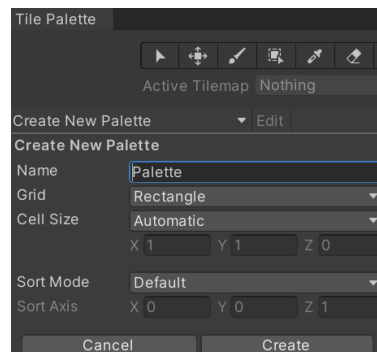 Tile Palette
Active Tilemap Nothing
Create New Palette Edit
Create New Palette
Name Palette
Grid Rectangle
Cell Size Automatic
X 1 Y 1 Z 0
Sort Mode Default
Sort Axis X 0 Y 0 Z 1
Cancel Create